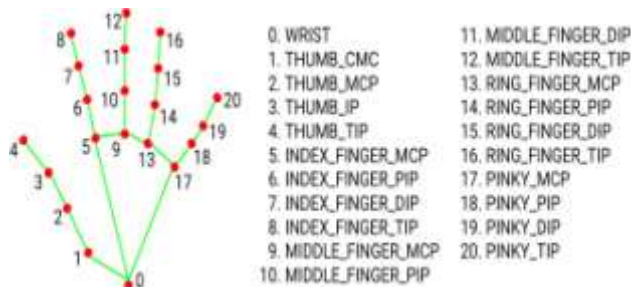 12
8
16
11
7
15
10
6
14
20
5
9
13
19
18
4
17
3
2
1
0
0. WRIST
1. THUMB_CMC
2. THUMB_MCP
3. THUMB_IP
4. THUMB_TIP
5. INDEX_FINGER_MCP
6. INDEX_FINGER_PIP
7. INDEX_FINGER_DIP
8. INDEX_FINGER_TIP
9. MIDDLE_FINGER_MCP
10. MIDDLE_FINGER_PIP
11. MIDDLE_FINGER_DIP
12. MIDDLE_FINGER_TIP
13. RING_FINGER_MCP
14. RING_FINGER_PIP
15. RING_FINGER_DIP
16. RING_FINGER_TIP
17. PINKY_MCP
18. PINKY_PIP
19. PINKY_DIP
20. PINKY_TIP